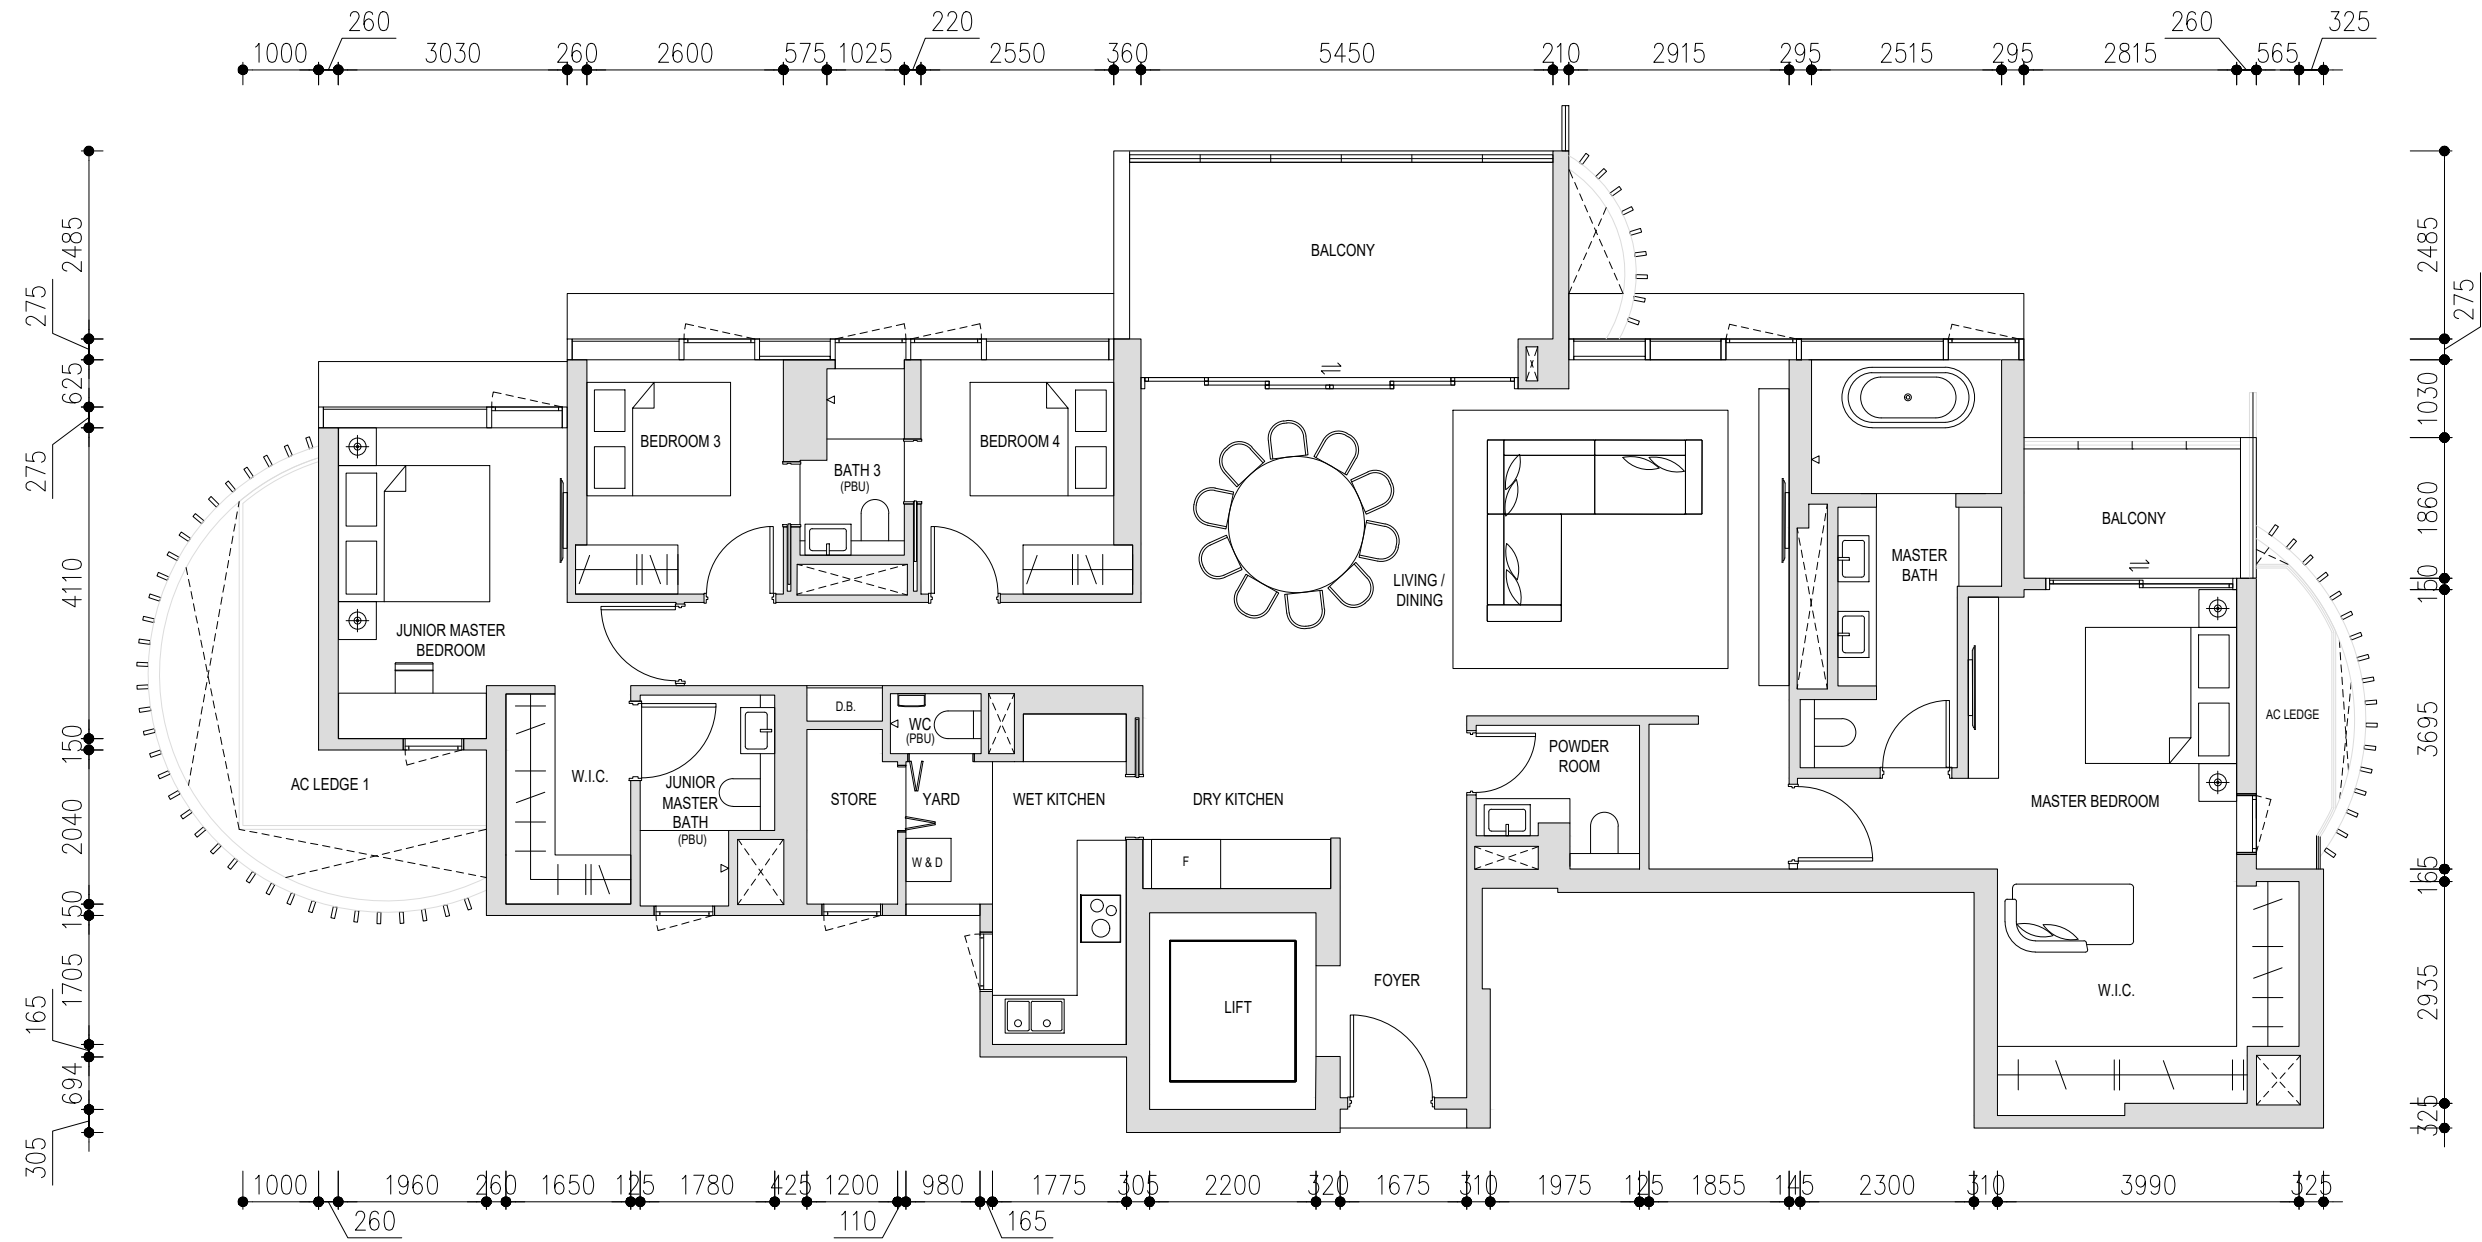 260
220
260
325
1000
3030
260
2600
575
1025
2550
360
5450
210
2915
295
2515
295
2815
565
2485
275
625
275
4110
150
2040
150
1705
165
694
305
2485
275
1030
1860
150
3695
165
2935
325
BALCONY
BEDROOM 3
BATH 3
(PBU)
BEDROOM 4
BALCONY
MASTER
BATH
LIVING /
DINING
JUNIOR MASTER
BEDROOM
D.B.
WC
(PBU)
AC LEDGE
POWDER
ROOM
AC LEDGE 1
W.I.C.
JUNIOR
MASTER
BATH
(PBU)
STORE
YARD
WET KITCHEN
DRY KITCHEN
MASTER BEDROOM
W & D
F
FOYER
LIFT
W.I.C.
1000
1960
260
1650
125
1780
425
1200
980
1775
305
2200
320
1675
310
1975
125
1855
145
2300
310
3990
325
260
110
165